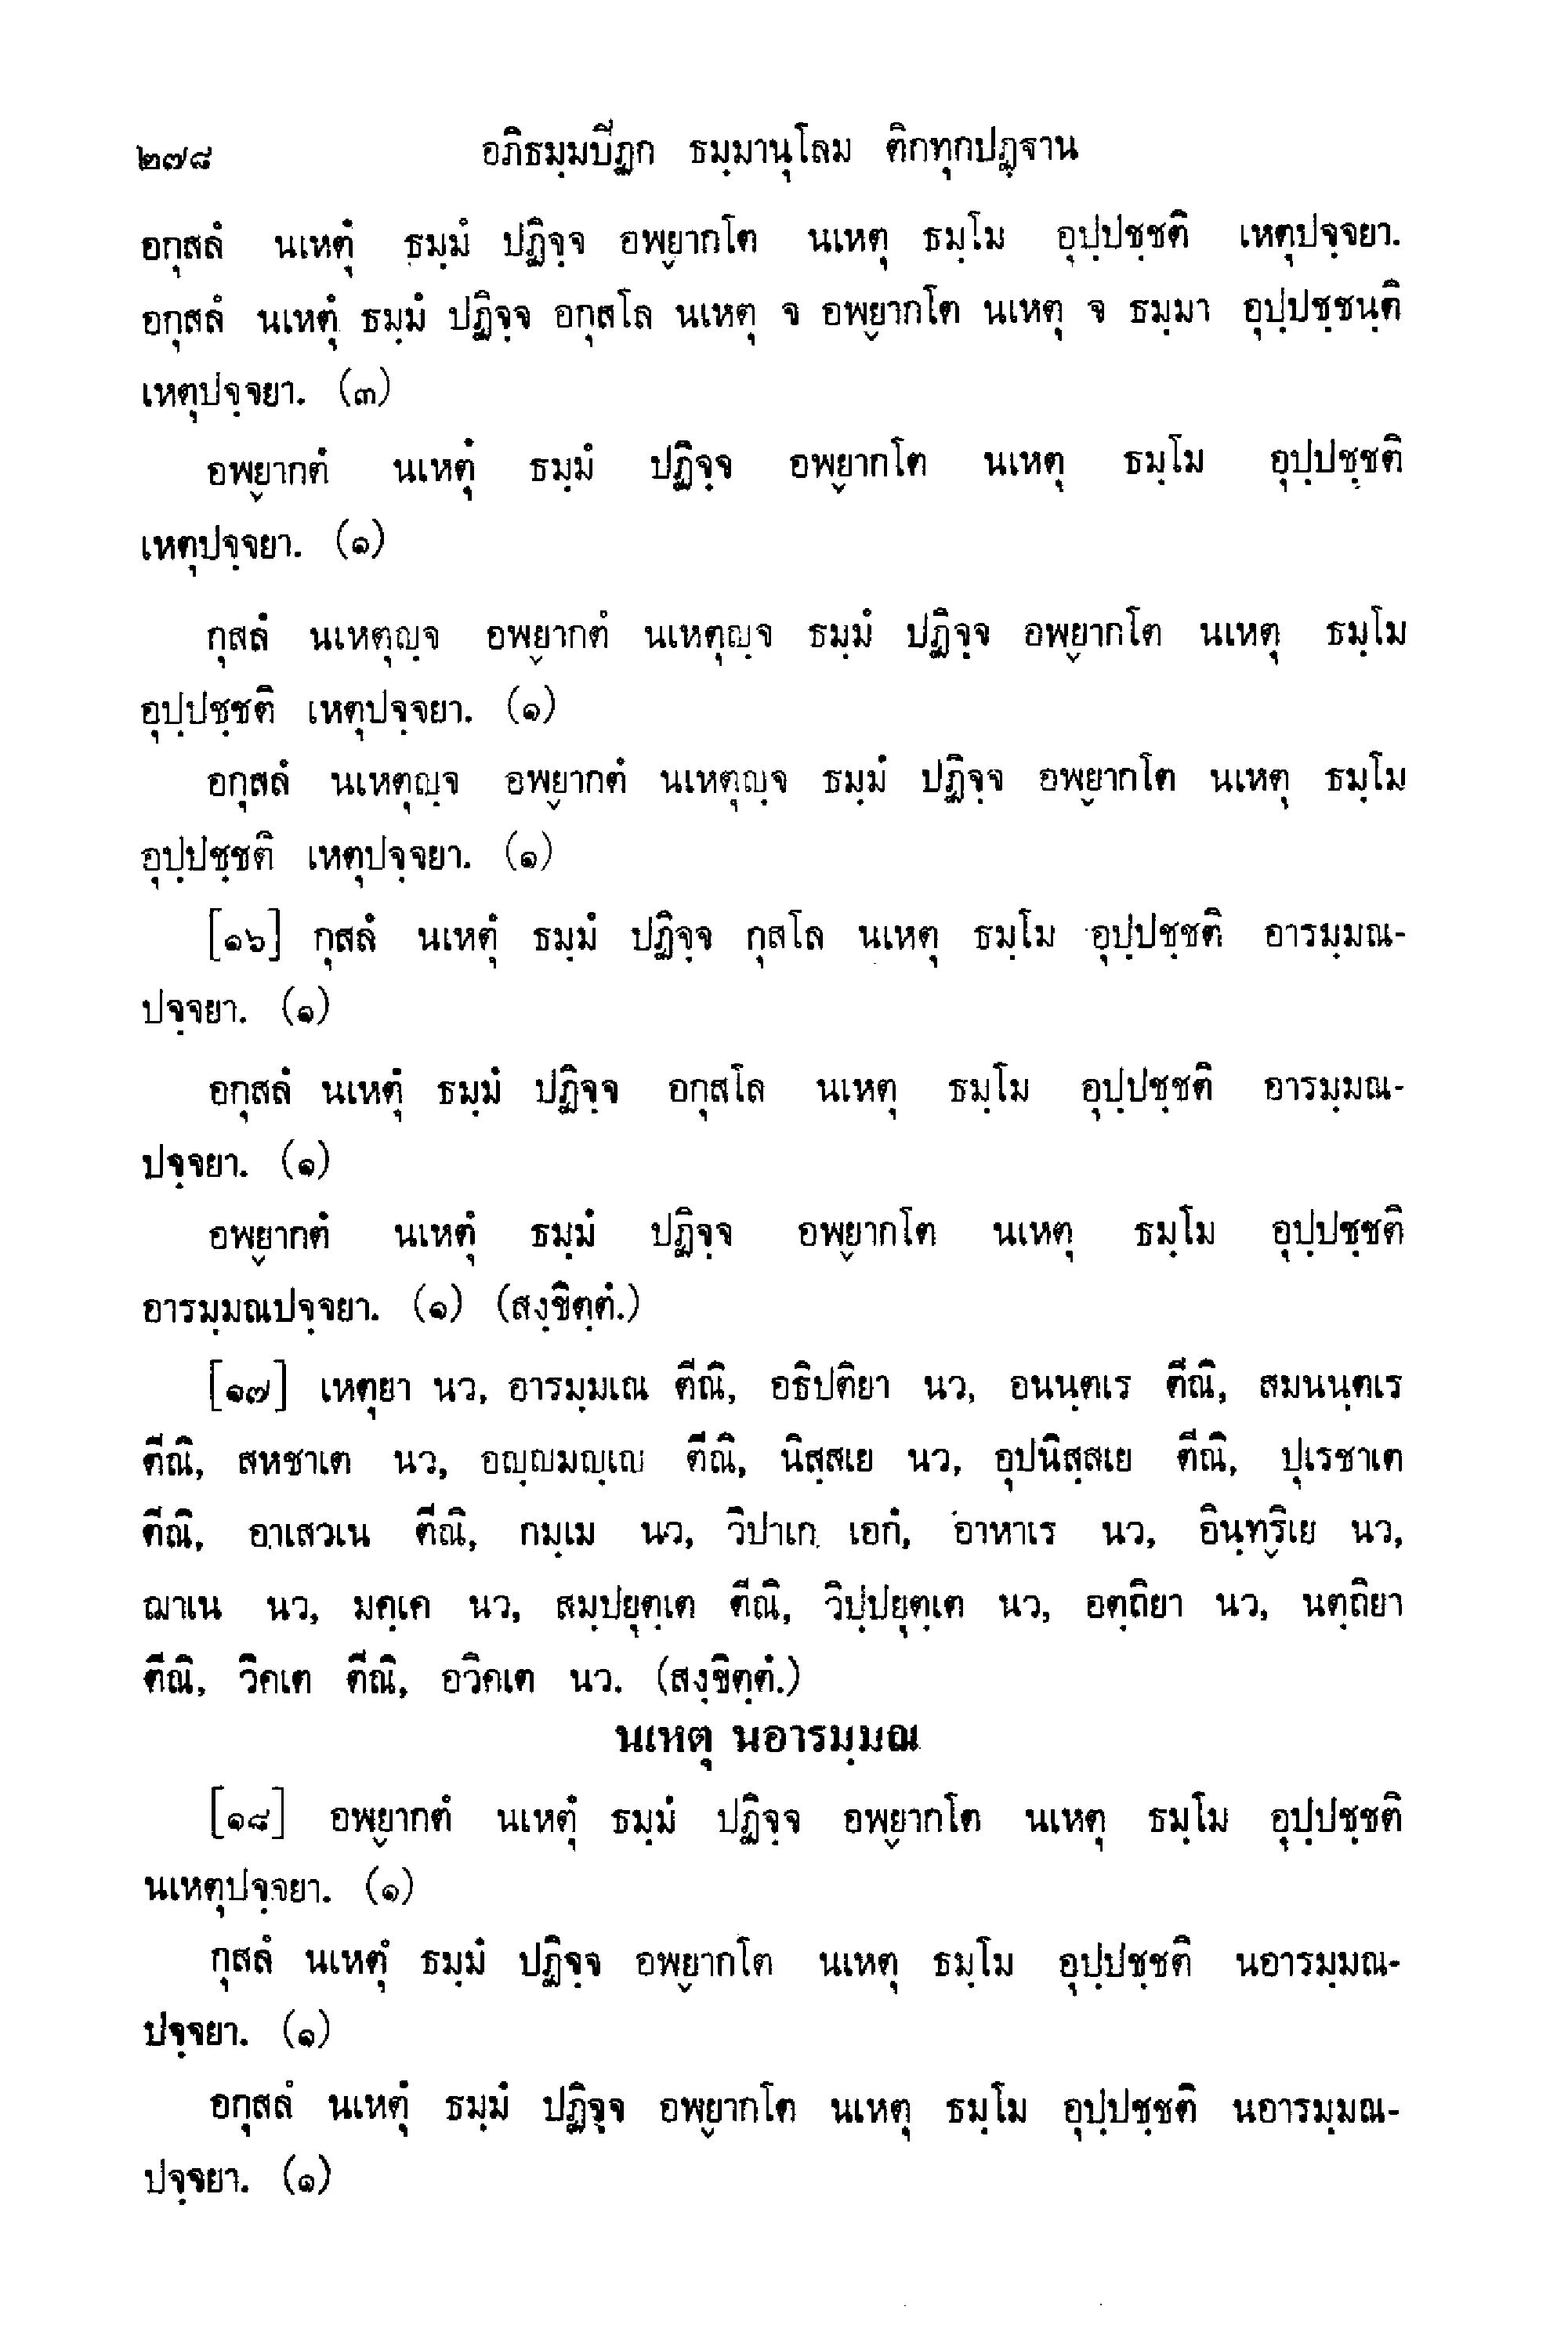 ๒๗๘ อภิธมฺมปิฏก ธมฺมานุโลม ติกทุกปฏฺฐาน
อกุสลํ นเหตุํ ธมฺมํ ปฏิจฺจ อพฺยากโต นเหตุ ธมฺโม อุปฺปชฺชติ เหตุปจฺจยา.
อกุสลํ นเหตุํ ธมฺมํ ปฏิจฺจ อกุสโล นเหตุ จ อพฺยากโต นเหตุ จ ธมฺมา อุปฺปชฺชนฺติ
เหตุปจฺจยา. (๓)
อพฺยากตํ นเหตุํ ธมฺมํ ปฏิจฺจ อพฺยากโต นเหตุ ธมฺโม อุปฺปชฺชติ
เหตุปจฺจยา. (๑)
กุสลํ นเหตุญฺจ อพฺยากตํ นเหตุญฺจ ธมฺมํ ปฏิจฺจ อพฺยากโต นเหตุ ธมฺโม
อุปฺปชฺชติ เหตุปจฺจยา. (๑)
อกุสลํ นเหตุญฺจ อพฺยากตํ นเหตุญฺจ ธมฺมํ ปฏิจฺจ อพฺยากโต นเหตุ ธมฺโม
อุปฺปชฺชติ เหตุปจฺจยา. (๑)
[๑๖] กุสลํ นเหตุํ ธมฺมํ ปฏิจฺจ กุสโล นเหตุ ธมฺโม อุปฺปชฺชติ อารมฺมณ-
ปจฺจยา. (๑)
อกุสลํ นเหตุํ ธมฺมํ ปฏิจฺจ อกุสโล นเหตุ ธมฺโม อุปฺปชฺชติ อารมฺมณ-
ปจฺจยา. (๑)
อพฺยากตํ นเหตุํ ธมฺมํ ปฏิจฺจ อพฺยากโต นเหตุ ธมฺโม อุปฺปชฺชติ
อารมฺมณปจฺจยา. (๑) (สงฺขิตฺตํ.)
[๑๗] เหตุยา นว, อารมฺมเณ ตีณิ, อธิปติยา นว, อนนฺตเร ตีณิ, สมนนฺตเร
ตีณิ, สหชาเต นว, อญฺญมญฺเญ ตีณิ, นิสฺสเย นว, อุปนิสฺสเย ตีณิ, ปุเรชาเต
ตีณิ, อาเสวเน ตีณิ, กมฺเม นว, วิปาเก เอกํ, อาหาเร นว, อินฺทฺริเย นว,
ฌาเน นว, มคฺเค นว, สมฺปยุตฺเต ตีณิ, วิปฺปยุตฺเต นว, อตฺถิยา นว, นตฺถิยา
ตีณิ, วิคเต ตีณิ, อวิคเต นว. (สงฺขิตฺตํ.)
นเหตุ นอารมฺมณ
[๑๘] อพฺยากตํ นเหตุํ ธมฺมํ ปฏิจฺจ อพฺยากโต นเหตุ ธมฺโม อุปฺปชฺชติ
นเหตุปจฺจยา. (๑)
กุสลํ นเหตุํ ธมฺมํ ปฏิจฺจ อพฺยากโต นเหตุ ธมฺโม อุปฺปชฺชติ นอารมฺมณ-
ปจฺจยา. (๑)
อกุสลํ นเหตุํ ธมฺมํ ปฏิจฺจ อพฺยากโต นเหตุ ธมฺโม อุปฺปชฺชติ นอารมฺมณ-
ปจฺจยา. (๑)